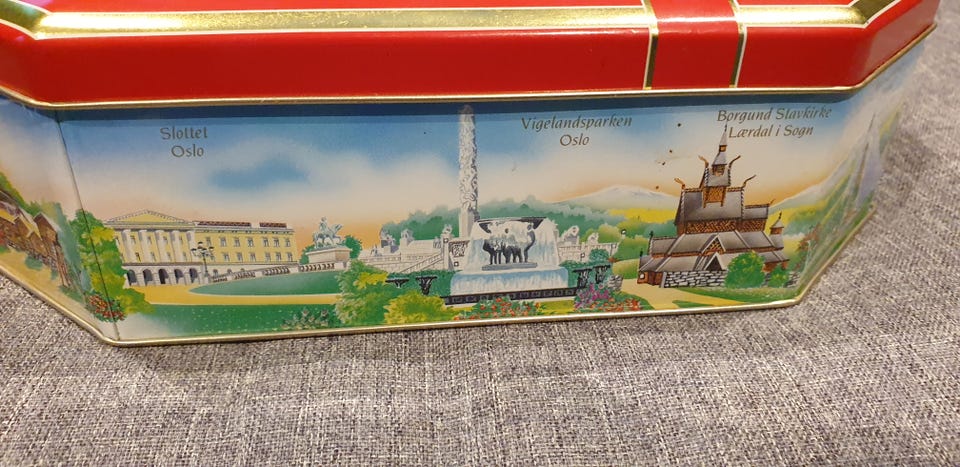 Slottet
Oslo
Vigelandsparken
Oslo
Borgund Stavkirke
Lærdal i Sogn